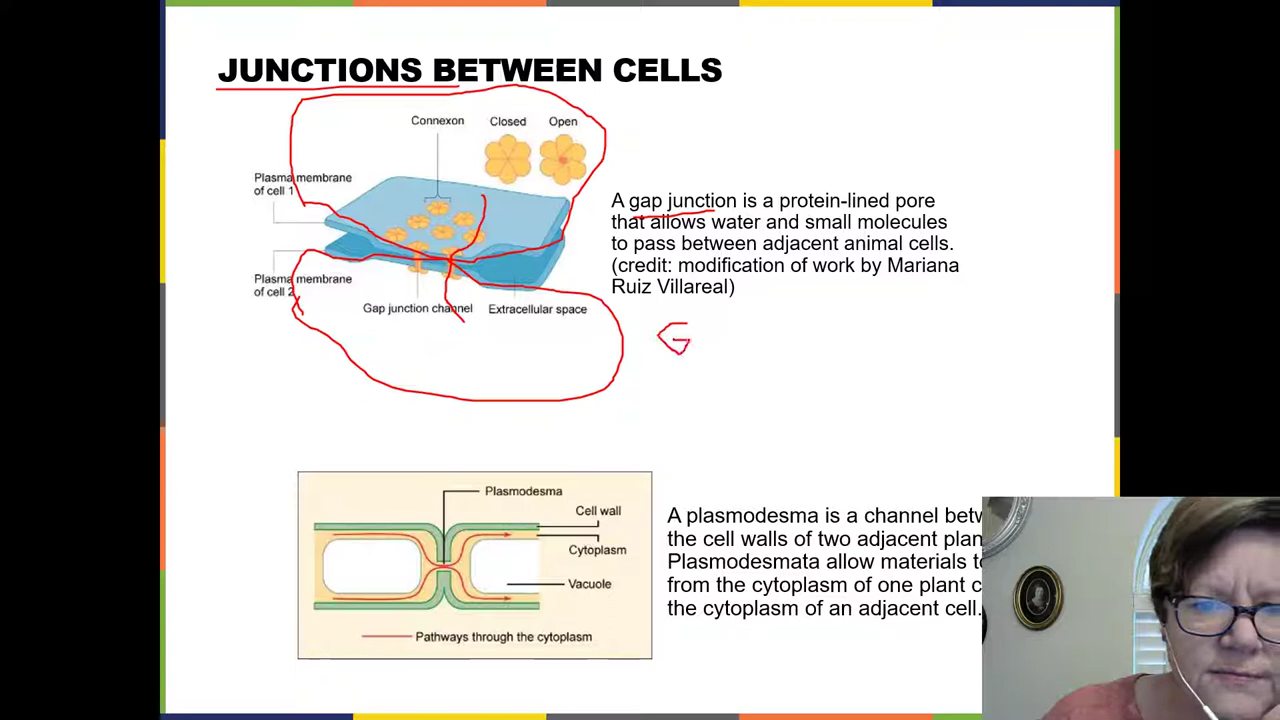 JUNCTIONS BETWEEN CELLS
Connexon
Closed
Open
Plasma membrane
of cell 1
Plasma membrane
of cell 2
Gap junction channel
Extracellular space
A gap junction is a protein-lined pore
that allows water and small molecules
to pass between adjacent animal cells.
(credit: modification of work by Mariana
Ruiz Villareal)
G
Plasmodesma
Cell wall
Cytoplasm
Vacuole
Pathways through the cytoplasm
A plasmodesma is a channel
the cell walls of two adjacent
Plasmodesmata allow materials
from the cytoplasm of one plant
the cytoplasm of an adjacent cell.